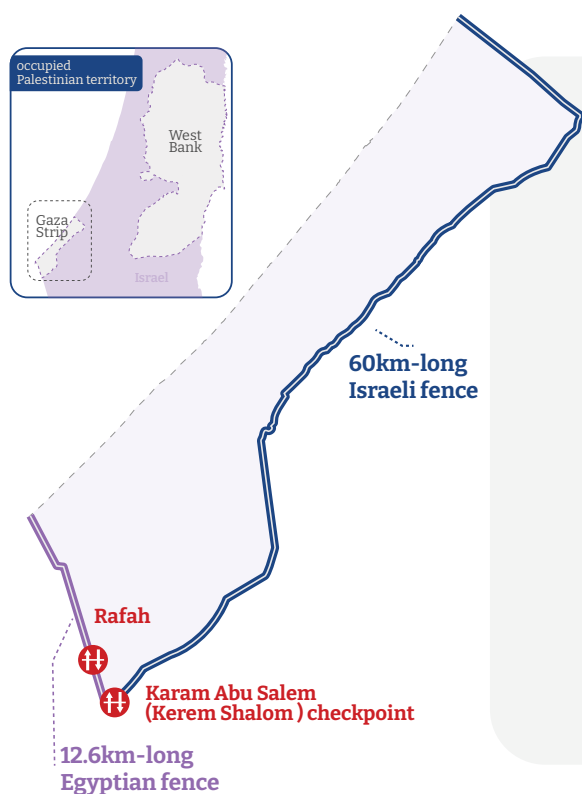 occupied
Palestinian territory
West
Bank
Gaza
Strip
Israel
60km-long
Israeli fence
Rafah
Karam Abu Salem
(Kerem Shalom ) checkpoint
12.6km-long
Egyptian fence